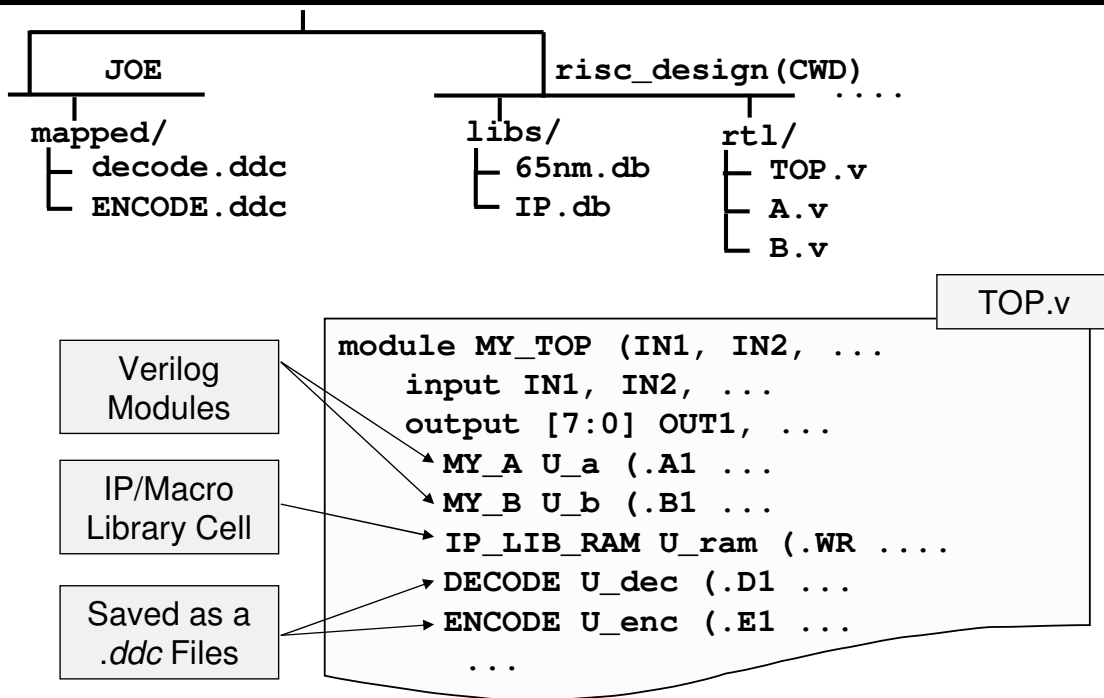 JOE
risc_design(CWD)
....
mapped/
decode.ddc
ENCODE.ddc
libs/
65nm.db
IP.db
rtl/
TOP.v
A.v
B.v
TOP.v
Verilog
Modules
IP/Macro
Library Cell
Saved as a
.ddc Files
module MY_TOP (IN1, IN2, ...
input IN1, IN2, ...
output [7:0] OUT1, ...
MY_A U_a (.A1 ...
MY_B U_b (.B1 ...
IP_LIB_RAM U_ram (.WR ....
DECODE U_dec (.D1 ...
ENCODE U_enc (.E1 ...
...